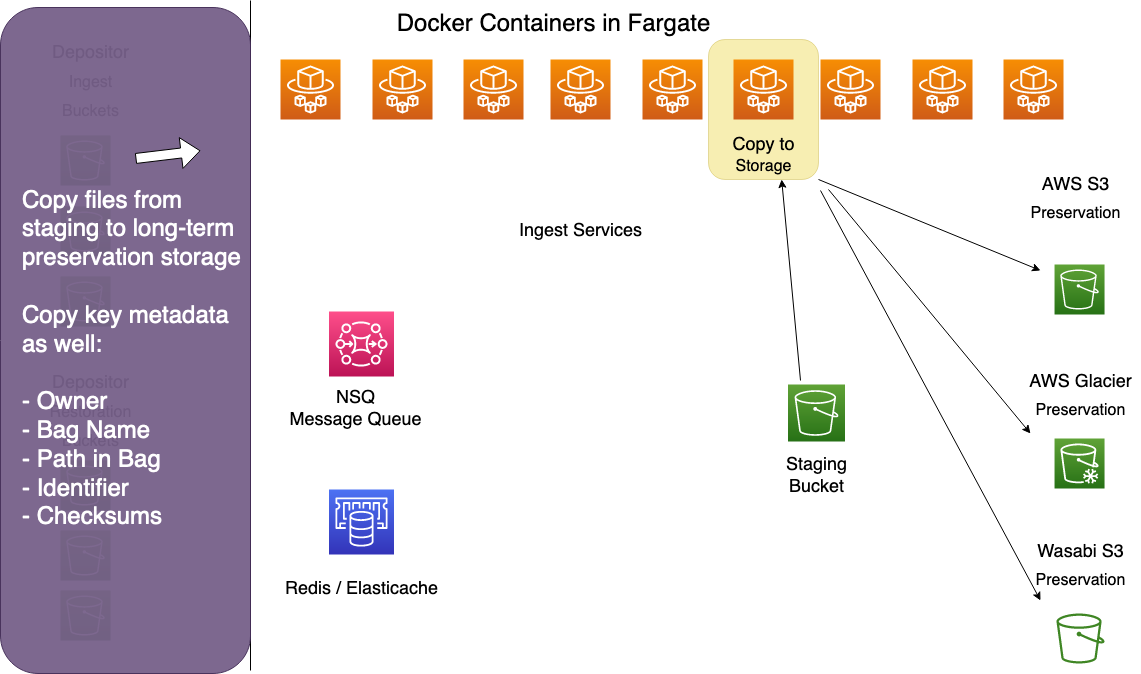 Docker Containers in Fargate
Depositor
Ingest
Buckets
Copy files from
staging to long-term
preservation storage
Copy key metadata
as well:
Depositor
Restoration
- Owner
- Bag Name
- Path in Bag
- Identifier
- Checksums
Copy to
Storage
Ingest Services
NSQ
Message Queue
Redis / Elasticache
Staging
Bucket
AWS S3
Preservation
AWS Glacier
Preservation
Wasabi S3
Preservation